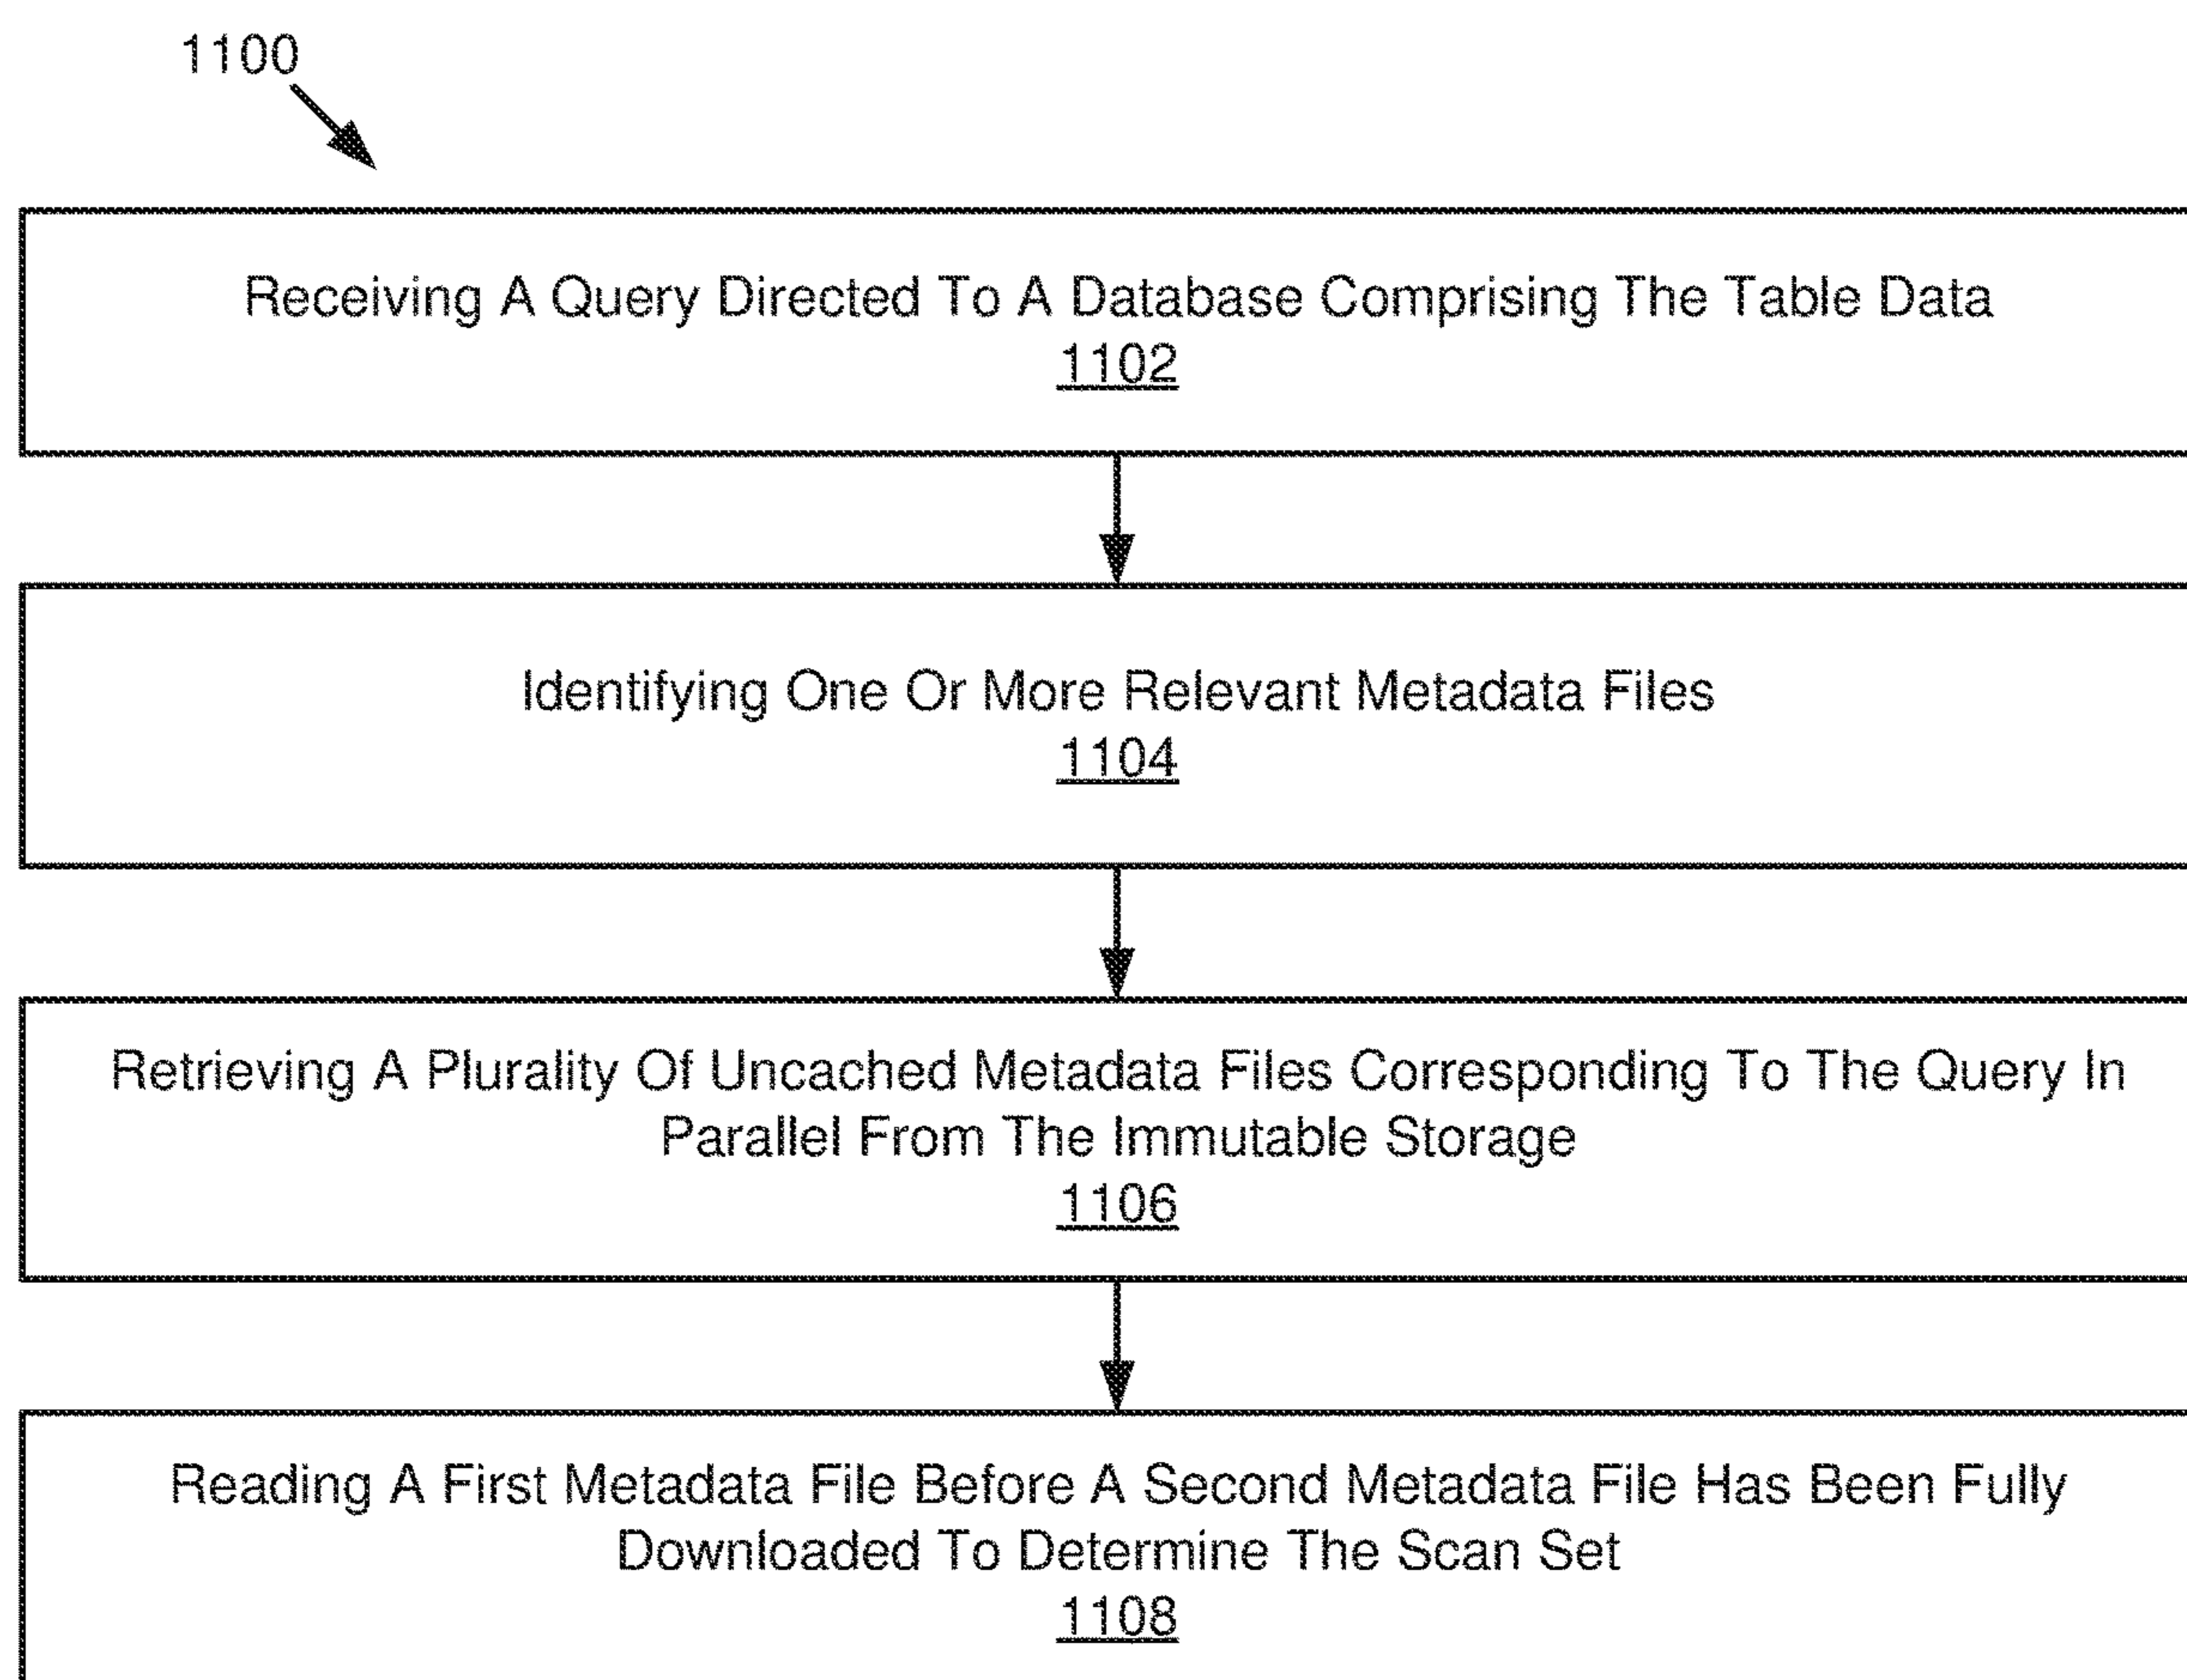 1100
Receiving A Query Directed To A Database Comprising The Table Data
1102
Identifying One Or More Relevant Metadata Files
1104
Retrieving A Plurality Of Uncached Metadata Files Corresponding To The Query In
Parallel From The Immutable Storage
1106
Reading A First Metadata File Before A Second Metadata File Has Been Fully
Downloaded To Determine The Scan Set
1108